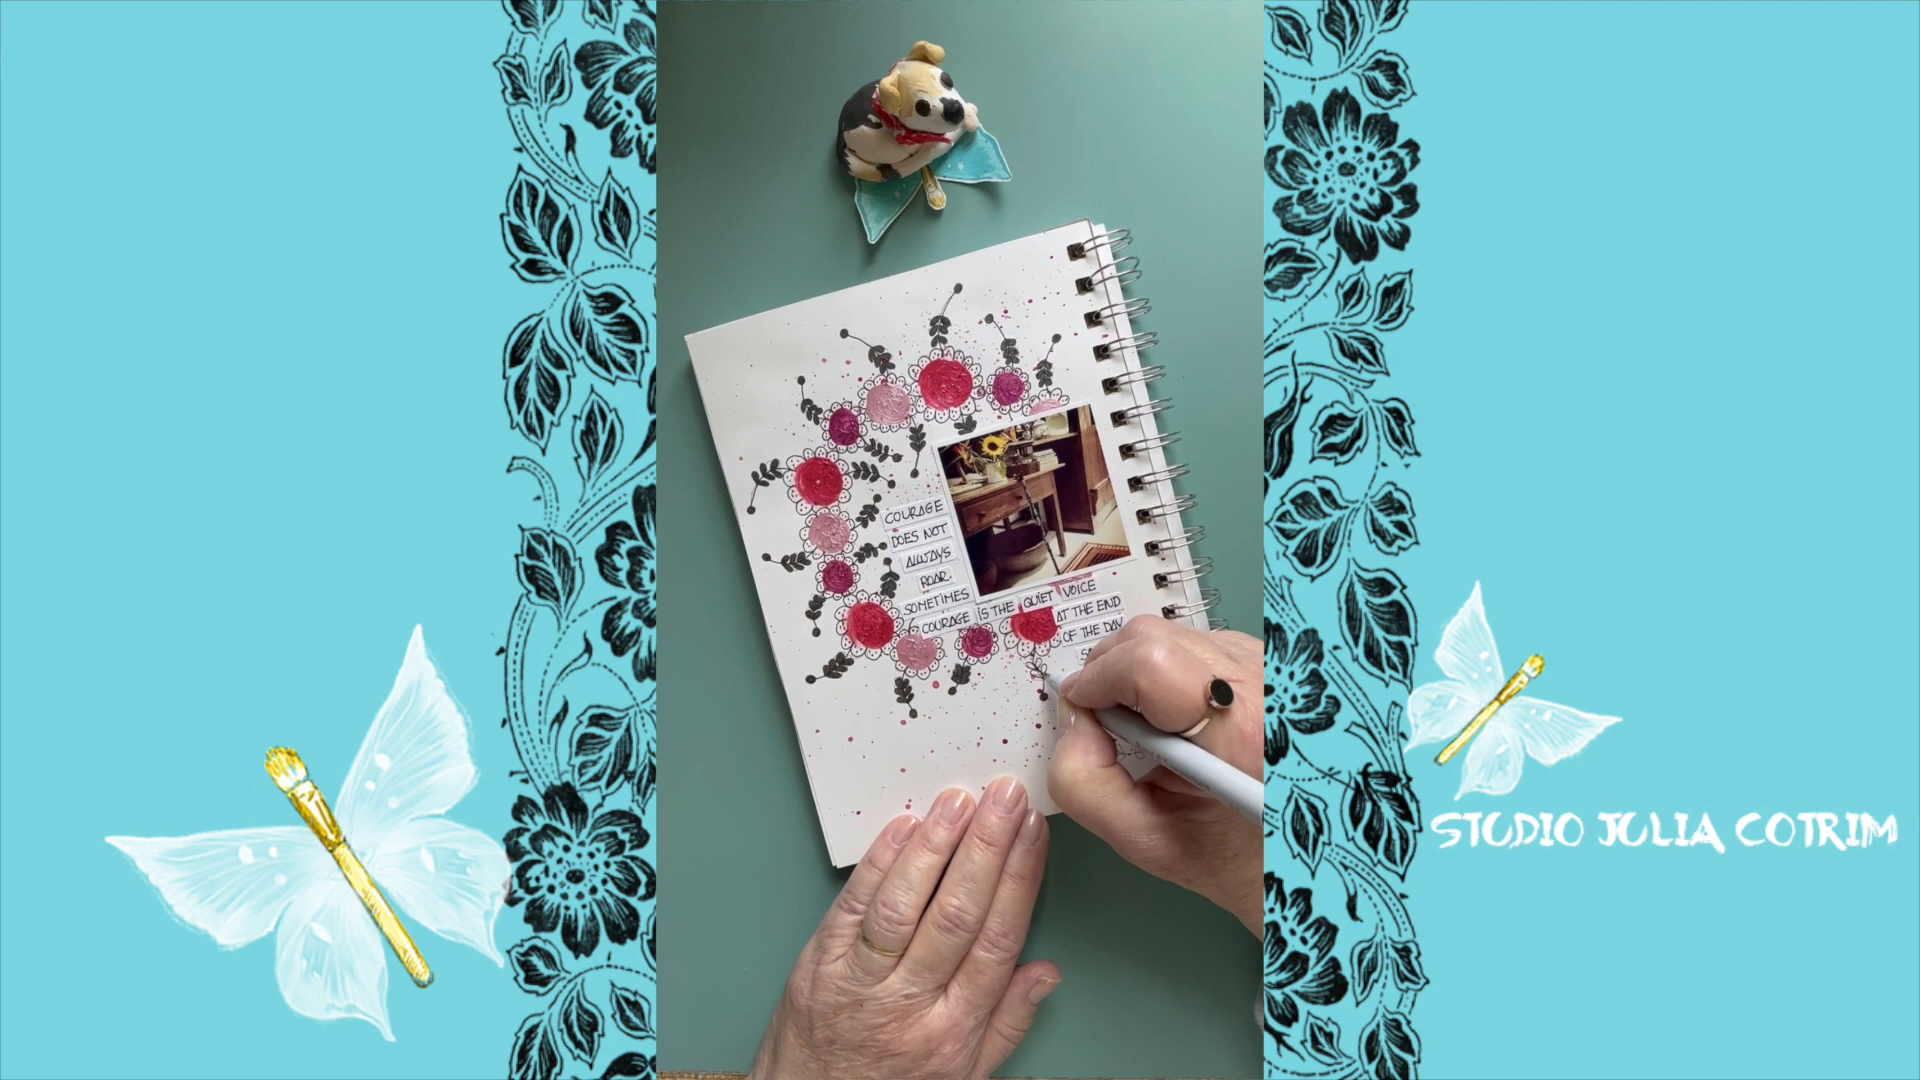 COURAGE
DOES NOT
ALWAYS
ROAR.
SOMETIMES
COURAGE IS THE QUIET VOICE
AT THE END
OF THE DAY
STUDIO JULIA COTRIM